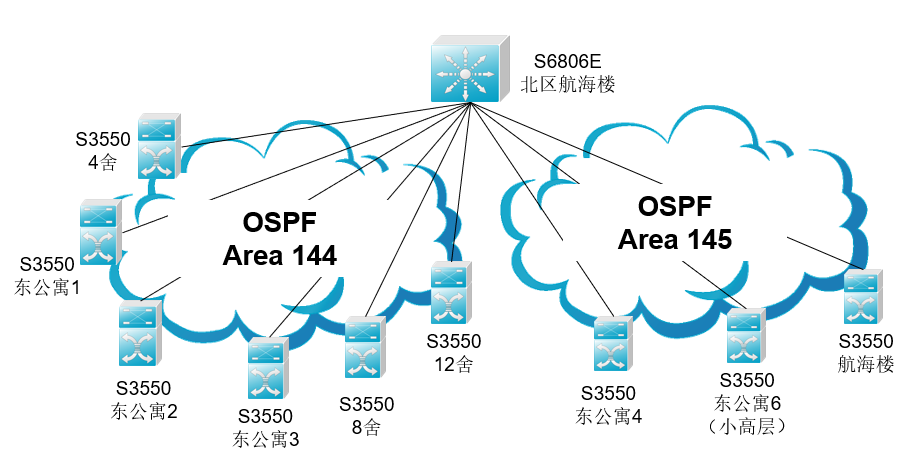 S6806E
北区航海楼
S3550
4舍
OSPF
Area 144
OSPF
Area 145
S3550
东公寓1
S3550
东公寓2
S3550
东公寓3
S3550
8舍
S3550
12舍
S3550
东公寓4
S3550
东公寓6
（小高层）
S3550
航海楼